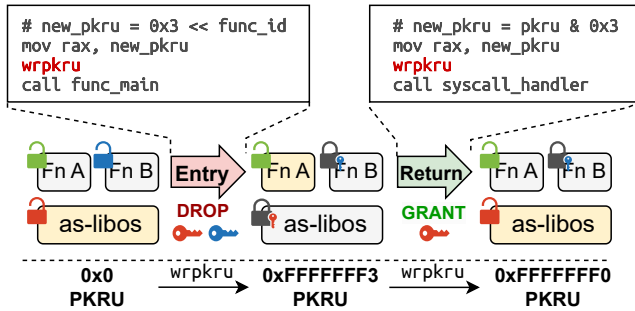 # new_pkru = 0x3 << func_id
mov rax, new_pkru
wrpkru
call func_main
# new_pkru = pkru & 0x3
mov rax, new_pkru
wrpkru
call syscall_handler
Fn A
Fn B
Entry
Fn A
Fn B
Return
Fn A
Fn B
as-libos
DROP
as-libos
GRANT
as-libos
0x0
PKRU
wrpkru
0xFFFFFFF3
PKRU
wrpkru
0xFFFFFFF0
PKRU